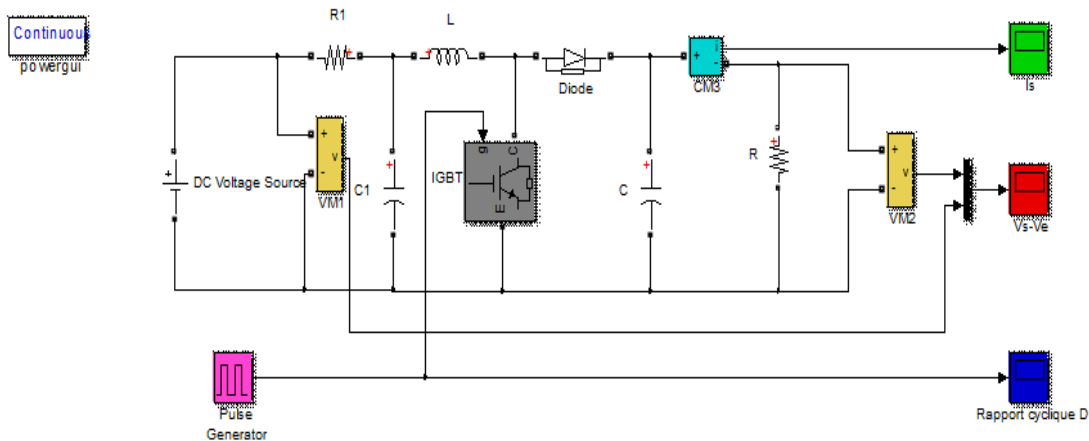 Continuous
powergui
R1
L
Diode
+
-
i
CM3
Is
+
DC Voltage Source
+
-
v
VM1
C1
+
IGBT
g
C
E
C
+
R
+
+
-
v
VM2
Vs-Ve
Pulse
Generator
Rapport cyclique D